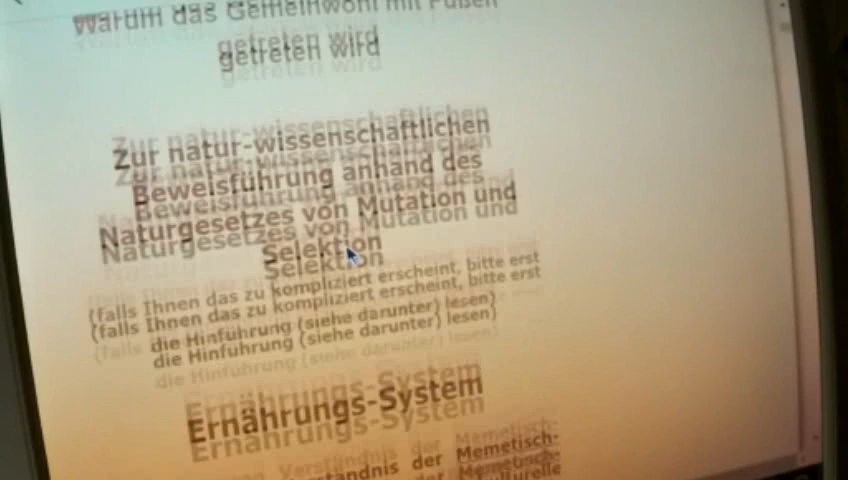 Warum das Gemeinwohl mit Füßen
getreten wird
Zur natur-wissenschaftlichen
Beweisführung anhand des
Naturgesetzes von Mutation und
Selektion
(falls Ihnen das zu kompliziert erscheint, bitte erst
die Hinführung (siehe darunter) lesen)
Ernährungs-System
Verständnis der Memetisch-